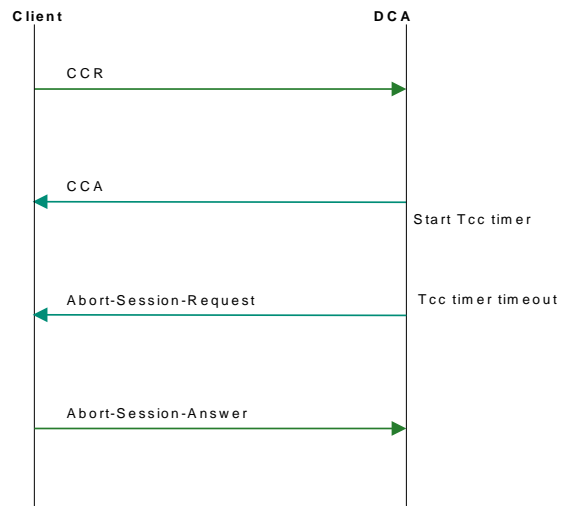 Client
DCA
CCR
CCA
Start Tcc timer
Abort-Session-Request
Tcc timer timeout
Abort-Session-Answer